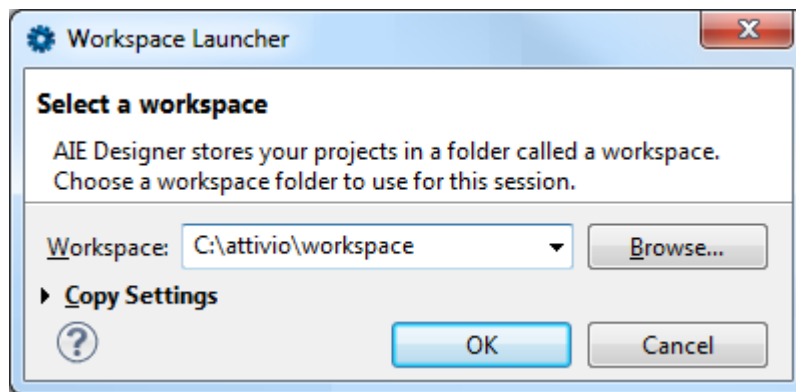 Workspace Launcher
Select a workspace
AIE Designer stores your projects in a folder called a workspace.
Choose a workspace folder to use for this session.
Workspace: C:\attivio\workspace Browse...
Copy Settings
? OK Cancel